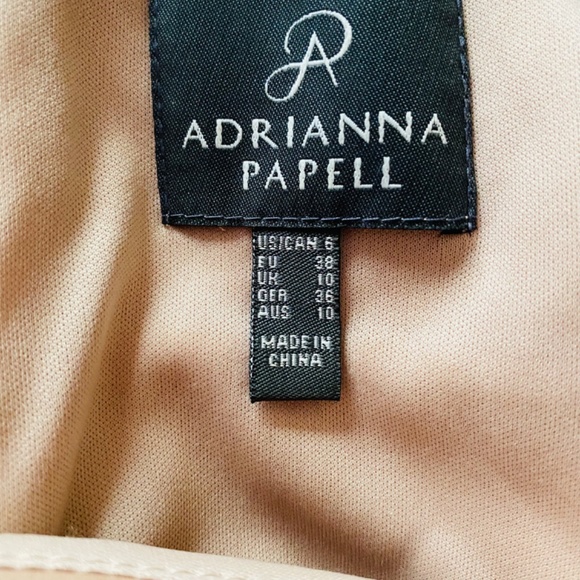 AP
ADRIANNA
PAPELL
US/CAN 6
EU 38
UK 10
GER 36
AUS 10
MADE IN
CHINA